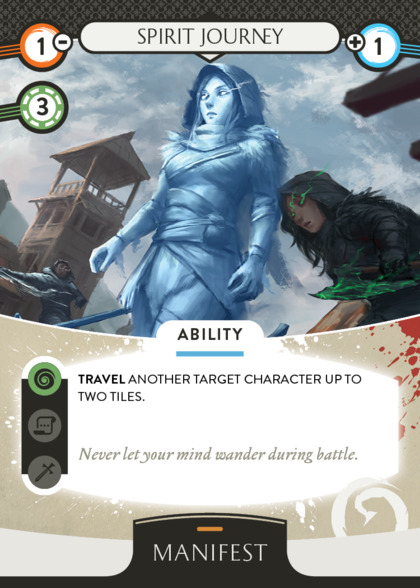 1 - SPIRIT JOURNEY + 1
3
ABILITY
TRAVEL ANOTHER TARGET CHARACTER UP TO
TWO TILES.
Never let your mind wander during battle.
MANIFEST